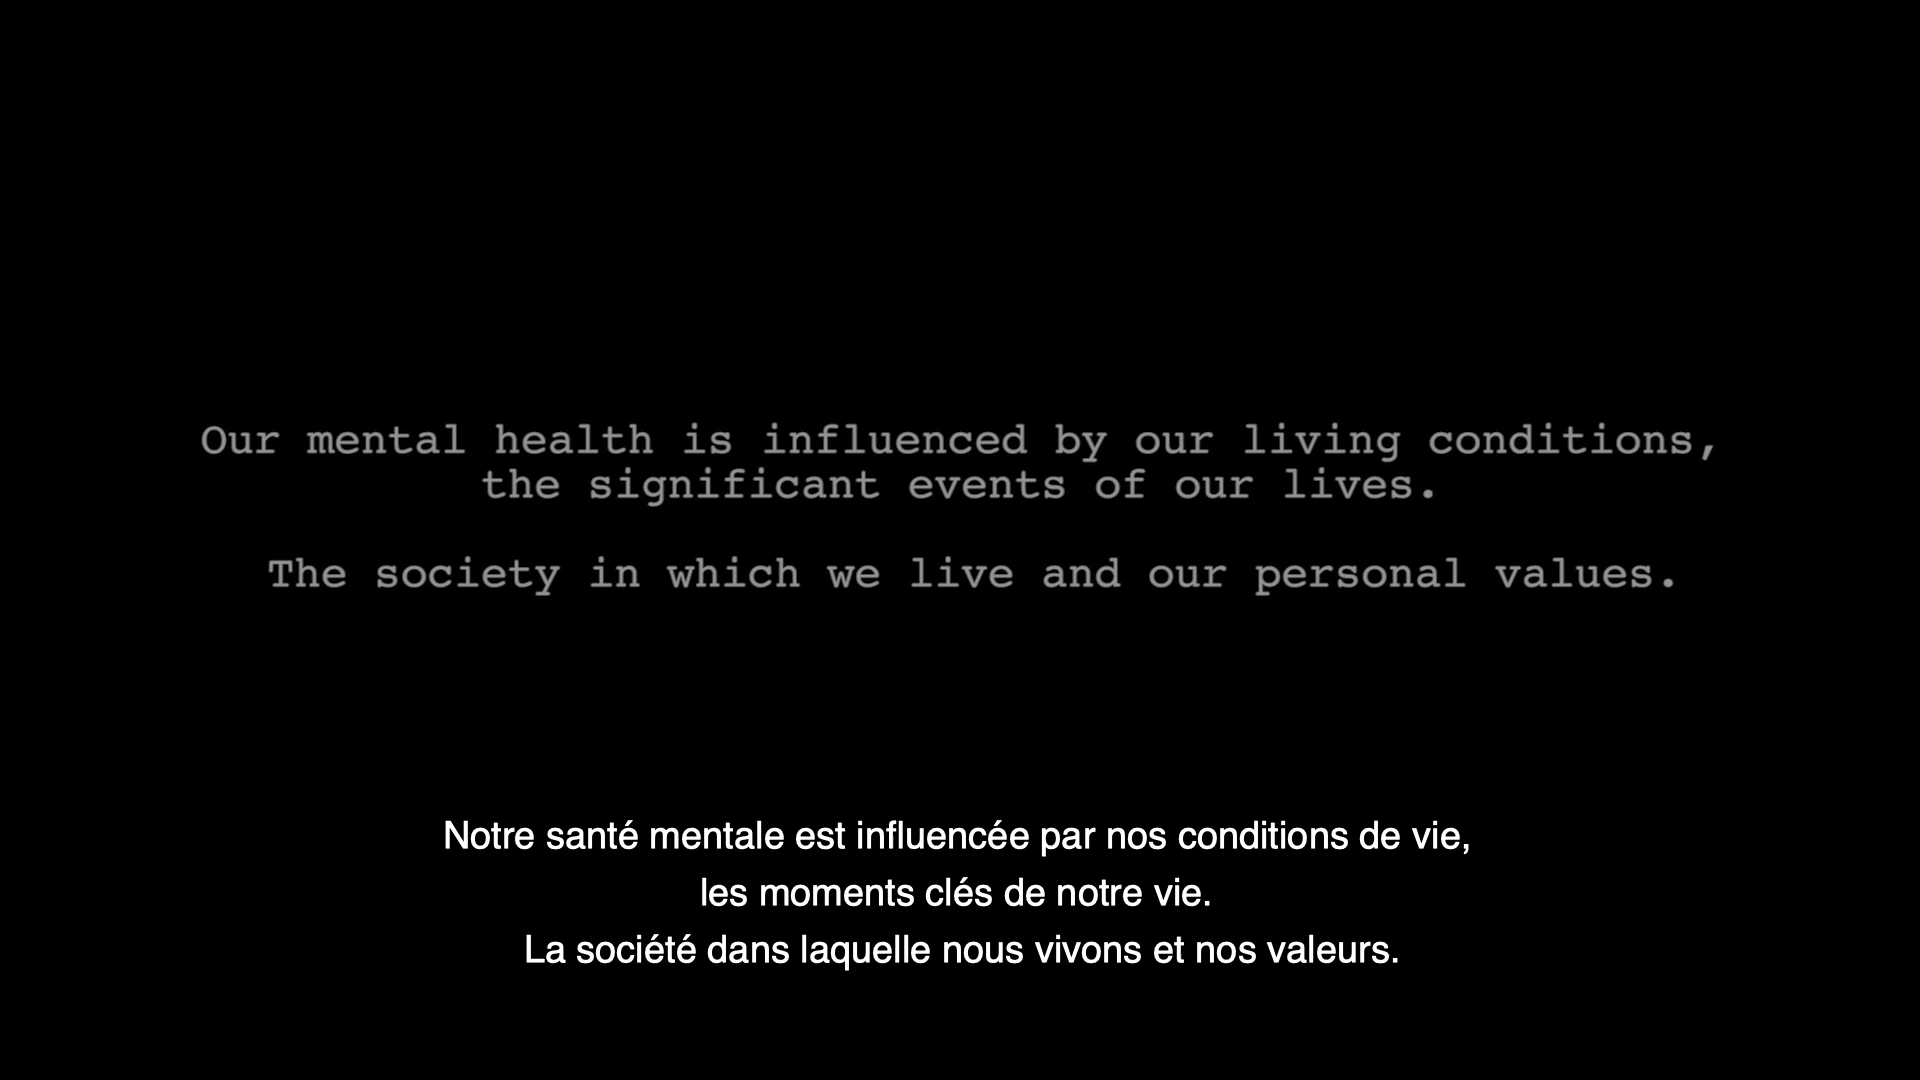 Our mental health is influenced by our living conditions,
the significant events of our lives.
The society in which we live and our personal values.
Notre santé mentale est influencée par nos conditions de vie,
les moments clés de notre vie.
La société dans laquelle nous vivons et nos valeurs.